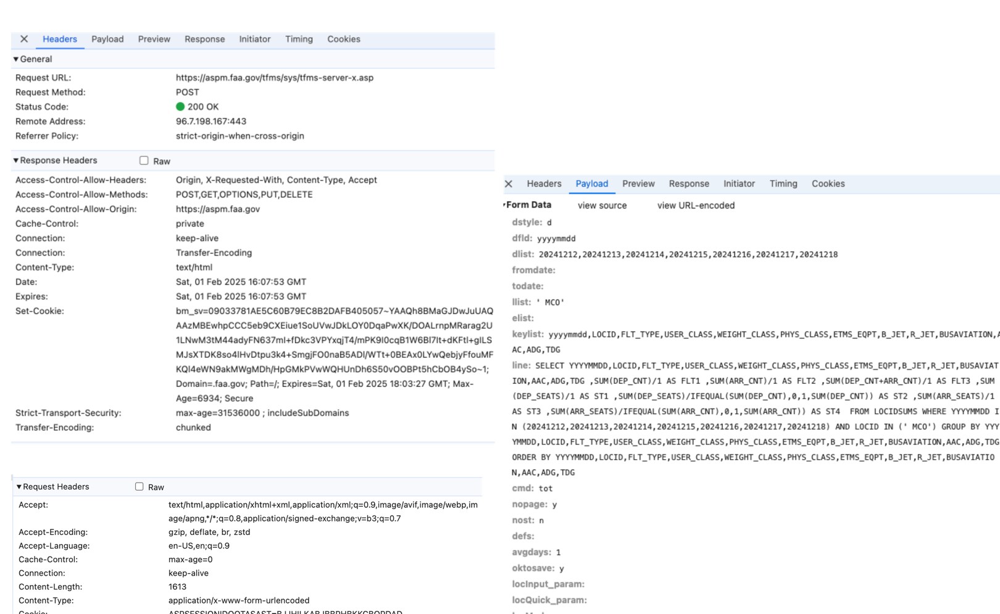 Headers Payload Preview Response Initiator Timing Cookies
General
Request URL: https://aspm.faa.gov/tfms/sys/tfms-server-x.asp
Request Method: POST
Status Code: 200 OK
Remote Address: 96.7.198.167:443
Referrer Policy: strict-origin-when-cross-origin
Response Headers Raw
Access-Control-Allow-Headers: Origin, X-Requested-With, Content-Type, Accept
Access-Control-Allow-Methods: POST,GET,OPTIONS,PUT,DELETE
Access-Control-Allow-Origin: https://aspm.faa.gov
Cache-Control: private
Connection: keep-alive
Connection: Transfer-Encoding
Content-Type: text/html
Date: Sat, 01 Feb 2025 16:07:53 GMT
Expires: Sat, 01 Feb 2025 16:07:53 GMT
Set-Cookie: bm_sv=09033781AE5C60B79EC8B2DAFB405057~YAAQh8BMaGJDwJuUAQ
AAzMBEwhpCCC5eb9CXEiue1SoUVwJDkLOY0DqaPwXK/DOALrnpMRarag2U
1LNwM3tM44adyFN637mI+fDkc3VPYxqjT4/mPK9I0cqB1W6Bl7It+dKFtl+gILS
MJsXTDK8so4lHvDtpu3k4+SmgjFO0naB5ADI/WTt+0BEAx0LYwQebjyFfouMF
KQI4eWN9akMWgMDh/HpGMkPVwWQHUnDh6S50vOOBPt5hCbOB4ySo~1;
Domain=.faa.gov; Path=/; Expires=Sat, 01 Feb 2025 18:03:27 GMT; Max-
Age=6934; Secure
Strict-Transport-Security: max-age=31536000 ; includeSubDomains
Transfer-Encoding: chunked
Request Headers Raw
Accept: text/html,application/xhtml+xml,application/xml;q=0.9,image/avif,image/webp,im
age/apng,*/*;q=0.8,application/signed-exchange;v=b3;q=0.7
Accept-Encoding: gzip, deflate, br, zstd
Accept-Language: en-US,en;q=0.9
Cache-Control: max-age=0
Connection: keep-alive
Content-Length: 1613
Content-Type: application/x-www-form-urlencoded
Headers Payload Preview Response Initiator Timing Cookies
Form Data view source view URL-encoded
dstyle: d
dfld: yyyymmdd
dlist: 20241212,20241213,20241214,20241215,20241216,20241217,20241218
fromdate:
todate:
llist: ' MCO'
elist:
keylist: yyyymmdd,LOCID,FLT_TYPE,USER_CLASS,WEIGHT_CLASS,PHYS_CLASS,ETMS_EQPT,B_JET,R_JET,BUSAVIATION,A
AC,ADG,TDG
line: SELECT YYYYMMDD,LOCID,FLT_TYPE,USER_CLASS,WEIGHT_CLASS,PHYS_CLASS,ETMS_EQPT,B_JET,R_JET,BUSAVIAT
ION,AAC,ADG,TDG ,SUM(DEP_CNT)/1 AS FLT1 ,SUM(ARR_CNT)/1 AS FLT2 ,SUM(DEP_CNT+ARR_CNT)/1 AS FLT3 ,SUM
(DEP_SEATS)/1 AS ST1 ,SUM(DEP_SEATS)/IFEQUAL(SUM(DEP_CNT),0,1,SUM(DEP_CNT)) AS ST2 ,SUM(ARR_SEATS)/1
AS ST3 ,SUM(ARR_SEATS)/IFEQUAL(SUM(ARR_CNT),0,1,SUM(ARR_CNT)) AS ST4 FROM LOCIDSUMS WHERE YYYYMMDD I
N (20241212,20241213,20241214,20241215,20241216,20241217,20241218) AND LOCID IN (' MCO') GROUP BY YYY
YMMDD,LOCID,FLT_TYPE,USER_CLASS,WEIGHT_CLASS,PHYS_CLASS,ETMS_EQPT,B_JET,R_JET,BUSAVIATION,AAC,ADG,TDG
ORDER BY YYYYMMDD,LOCID,FLT_TYPE,USER_CLASS,WEIGHT_CLASS,PHYS_CLASS,ETMS_EQPT,B_JET,R_JET,BUSAVIATIO
N,AAC,ADG,TDG
cmd: tot
nopage: y
nost: n
defs:
avgdays: 1
oktosave: y
locInput_param:
locQuick_param: